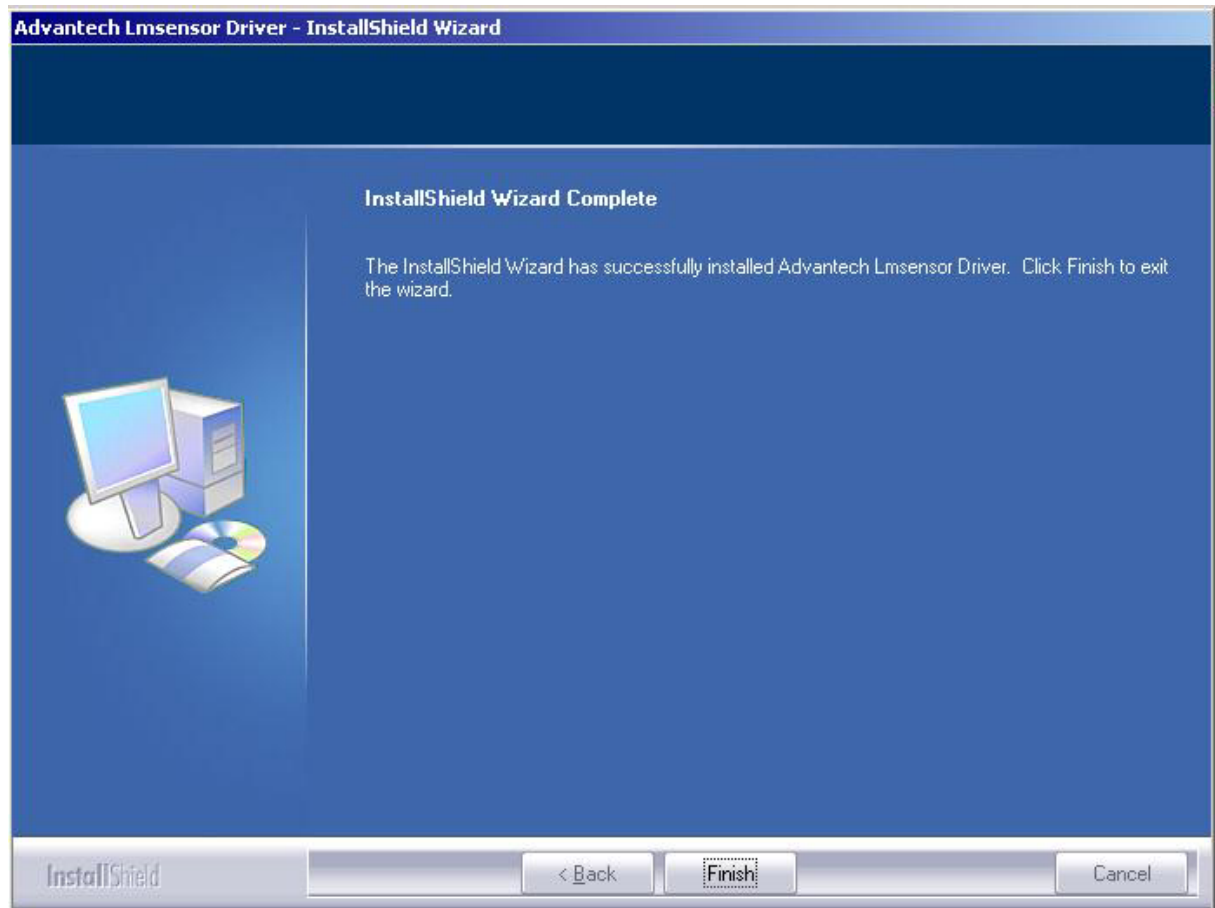 Advantech Lmsensor Driver - InstallShield Wizard
InstallShield Wizard Complete
The InstallShield Wizard has successfully installed Advantech Lmsensor Driver.  Click Finish to exit
the wizard.
InstallShield
< Back
Finish
Cancel